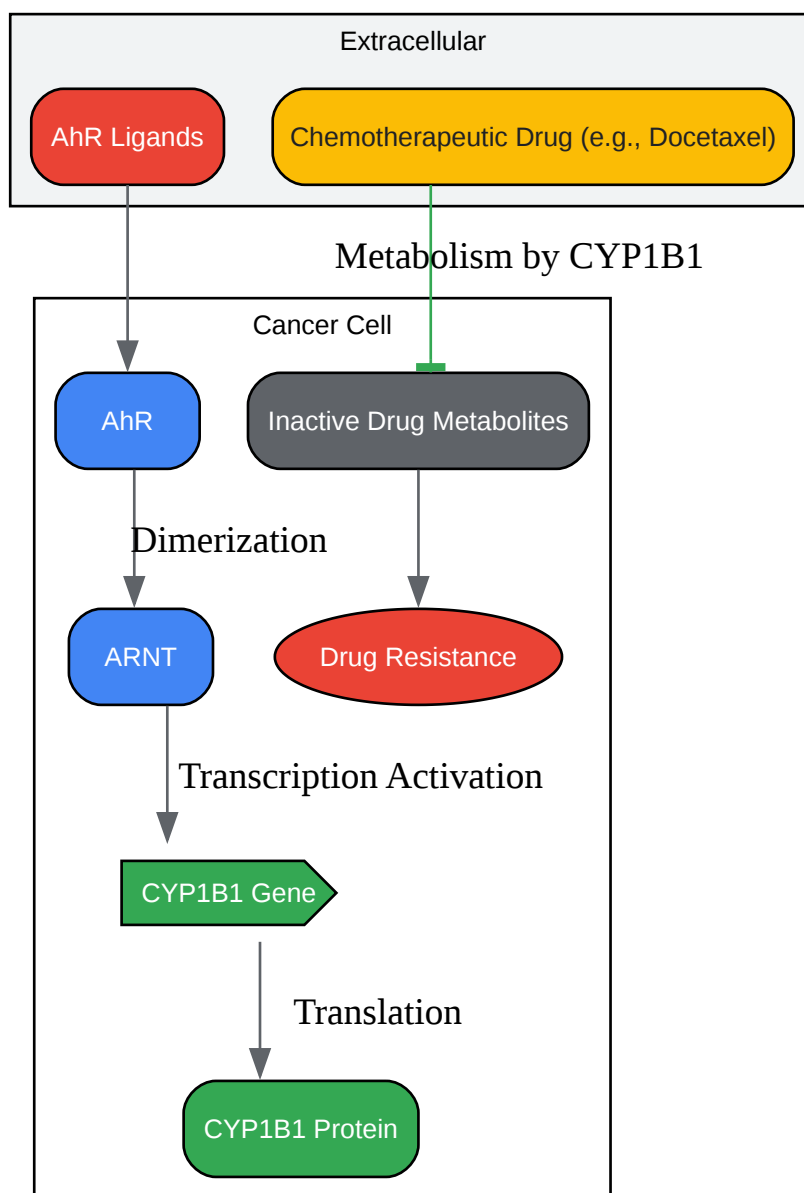 Extracellular
AhR Ligands
Chemotherapeutic Drug (e.g., Docetaxel)
Metabolism by CYP1B1
Cancer Cell
AhR
Inactive Drug Metabolites
Dimerization
ARNT
Drug Resistance
Transcription Activation
CYP1B1 Gene
Translation
CYP1B1 Protein